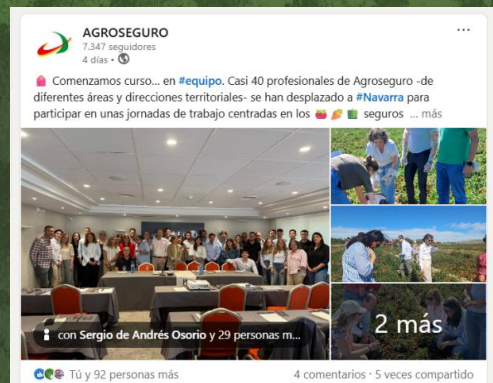 AGROSEGURO
7.347 seguidores
4 días •
Comenzamos curso... en #equipo. Casi 40 profesionales de Agroseguro -de
diferentes áreas y direcciones territoriales- se han desplazado a #Navarra para
participar en unas jornadas de trabajo centradas en los seguros ... más
con Sergio de Andrés Osorio y 29 personas m...
2 más
Tú y 92 personas más
4 comentarios · 5 veces compartido